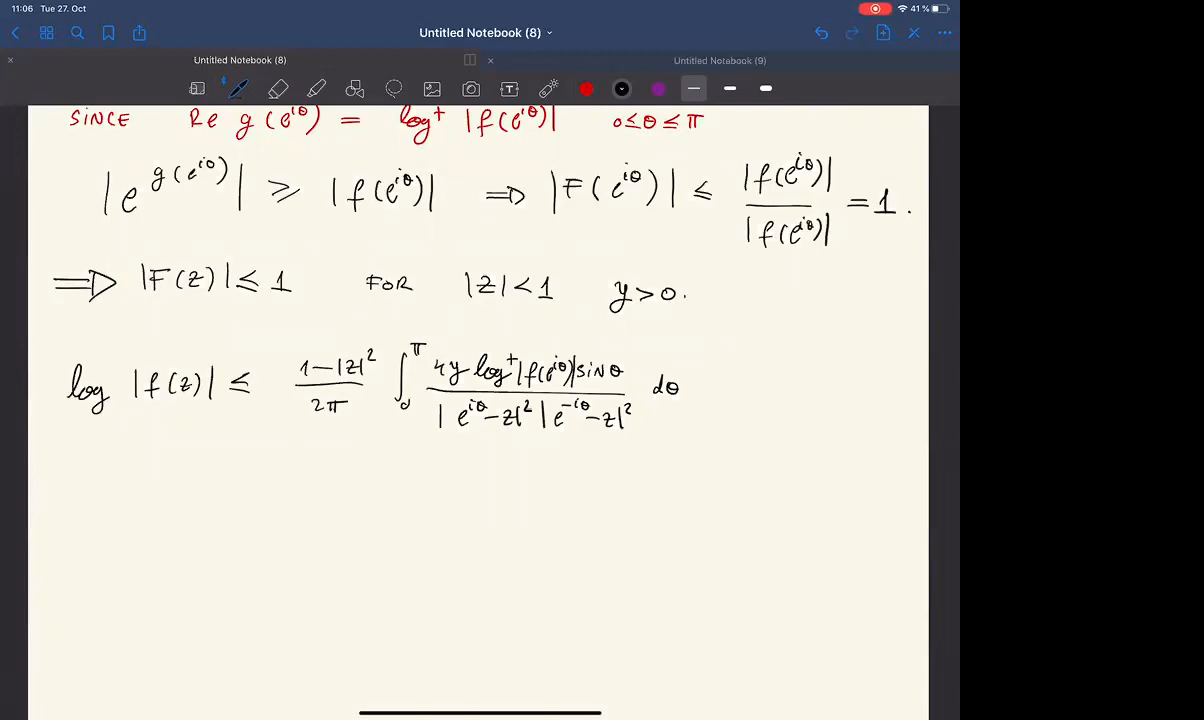 11:06 Tue 27. Oct 41%
Untitled Notebook (8)
Untitled Notebook (8) Untitled Notebook (9)
SINCE Re g(e^{iθ}) = log⁺ |f(e^{iθ})| 0≤θ≤π
|e^{g(e^{iθ})}| ⩾ |f(e^{iθ})| ⇒ |F(e^{iθ})| ≤ |f(e^{iθ})| / |f(e^{iθ})| = 1.
⇒ |F(z)| ≤ 1 FOR |z| < 1 y > 0.
log |f(z)| ≤ (1-|z|²)/(2π) ∫₀^π (4y log⁺|f(e^{iθ})| sin θ) / (|e^{iθ}-z|² |e^{-iθ}-z|²) dθ